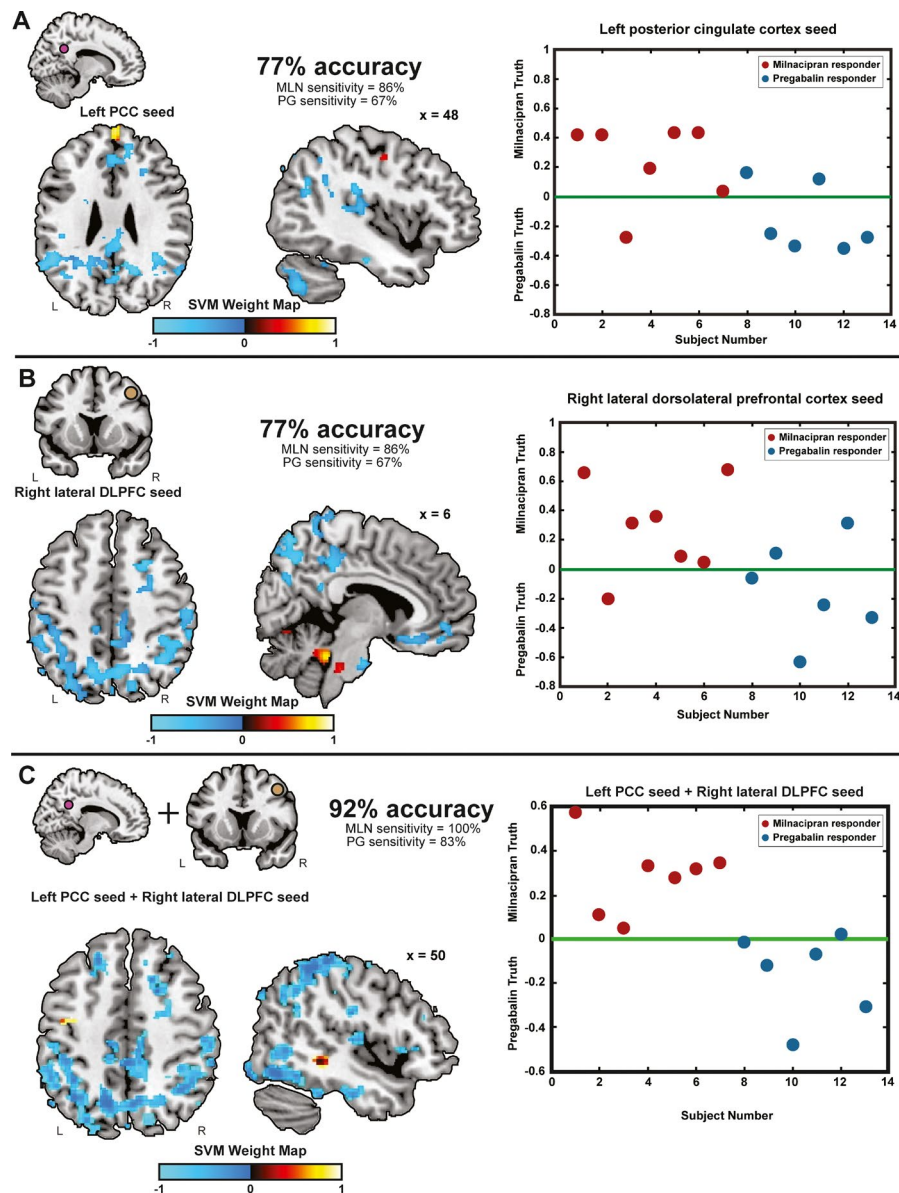 A
Left PCC seed
77% accuracy
MLN sensitivity = 86%
PG sensitivity = 67%
x = 48
L
R
SVM Weight Map
-1
0
1
Left posterior cingulate cortex seed
Milnacipran responder
Pregabalin responder
Milnacipran Truth
Pregabalin Truth
1
0.8
0.6
0.4
0.2
0
-0.2
-0.4
-0.6
-0.8
0 2 4 6 8 10 12 14
Subject Number
B
L
R
Right lateral DLPFC seed
77% accuracy
MLN sensitivity = 86%
PG sensitivity = 67%
x = 6
L
R
SVM Weight Map
-1
0
1
Right lateral dorsolateral prefrontal cortex seed
Milnacipran responder
Pregabalin responder
Milnacipran Truth
Pregabalin Truth
1
0.8
0.6
0.4
0.2
0
-0.2
-0.4
-0.6
-0.8
0 2 4 6 8 10 12 14
Subject Number
C
+
L
R
92% accuracy
MLN sensitivity = 100%
PG sensitivity = 83%
Left PCC seed + Right lateral DLPFC seed
x = 50
L
R
SVM Weight Map
-1
0
1
Left PCC seed + Right lateral DLPFC seed
Milnacipran responder
Pregabalin responder
Milnacipran Truth
Pregabalin Truth
0.6
0.4
0.2
0
-0.2
-0.4
-0.6
0 2 4 6 8 10 12 14
Subject Number